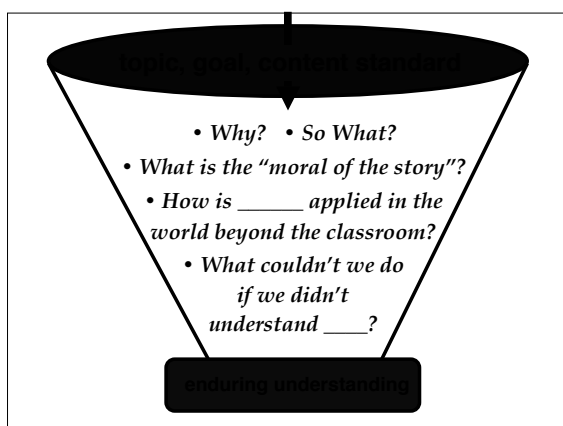 topic, goal, content standard
• Why? • So What?
• What is the “moral of the story”?
• How is ______ applied in the
world beyond the classroom?
• What couldn’t we do
if we didn’t
understand ____?
enduring understanding